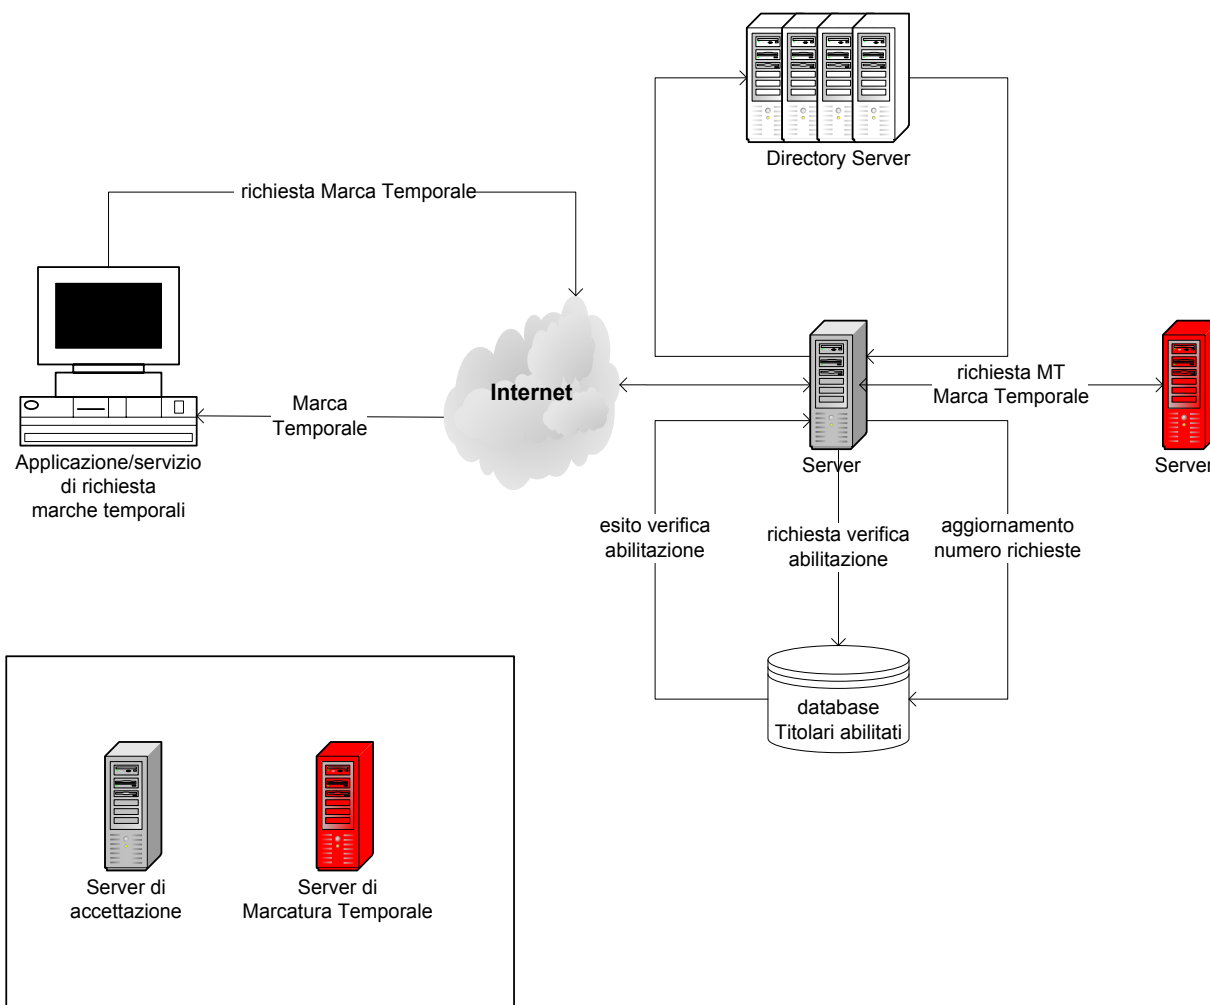 Directory Server
richiesta Marca Temporale
Internet
richiesta MT
Marca Temporale
Marca
Temporale
Server
Server
Applicazione/servizio
di richiesta
marche temporali
esito verifica
abilitazione
richiesta verifica
abilitazione
aggiornamento
numero richieste
database
Titolari abilitati
Server di
accettazione
Server di
Marcatura Temporale